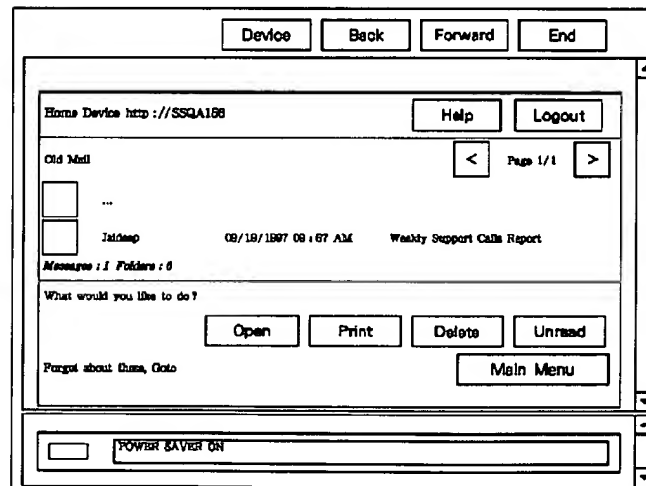 Device Back Forward End
Home Device http://SSQA156 Help Logout
Old Mail < Page 1/1 >
...
Jaideep 09/19/1997 09:57 AM Weekly Support Calls Report
Messages : 1 Folders : 6
What would you like to do ?
Open Print Delete Unread
Forget about these, Goto Main Menu
POWER SAVER ON